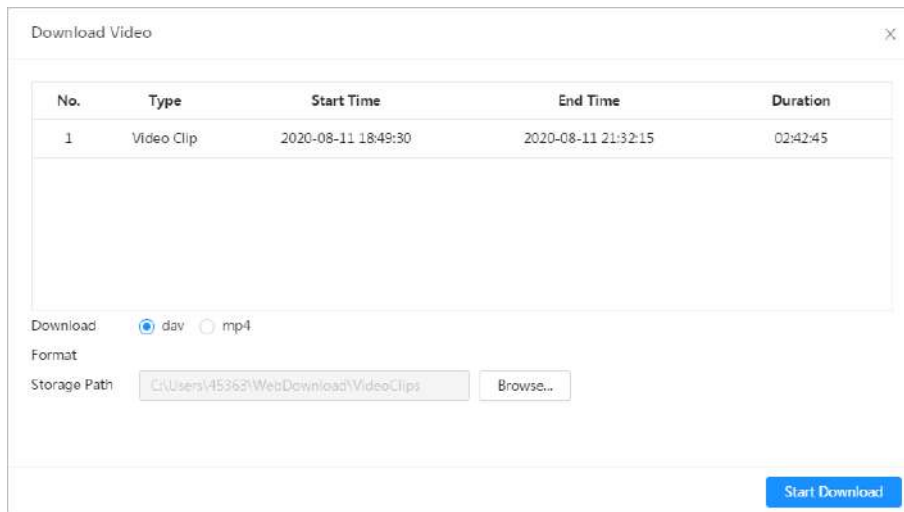 Download Video
No. Type Start Time End Time Duration
1 Video Clip 2020-08-11 18:49:30 2020-08-11 21:32:15 02:42:45
Download dav mp4
Format
Storage Path C:\Users\45363\WebDownload\VideoClips Browse...
Start Download